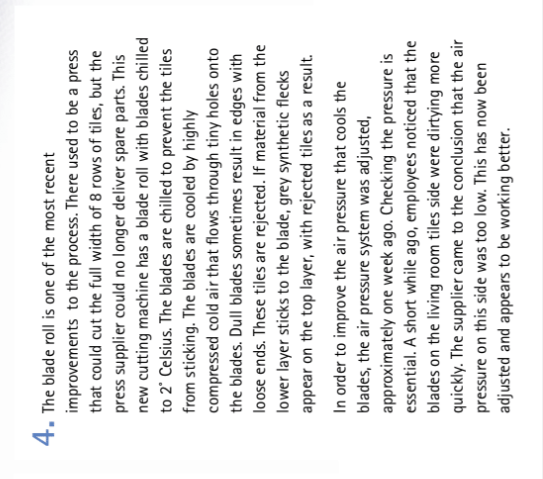 4. The blade roll is one of the most recent
improvements to the process. There used to be a press
that could cut the full width of 8 rows of tiles, but the
press supplier could no longer deliver spare parts. This
new cutting machine has a blade roll with blades chilled
to 2° Celsius. The blades are chilled to prevent the tiles
from sticking. The blades are cooled by highly
compressed cold air that flows through tiny holes onto
the blades. Dull blades sometimes result in edges with
loose ends. These tiles are rejected. If material from the
lower layer sticks to the blade, grey synthetic flecks
appear on the top layer, with rejected tiles as a result.
In order to improve the air pressure that cools the
blades, the air pressure system was adjusted,
approximately one week ago. Checking the pressure is
essential. A short while ago, employees noticed that the
blades on the living room tiles side were dirtying more
quickly. The supplier came to the conclusion that the air
pressure on this side was too low. This has now been
adjusted and appears to be working better.